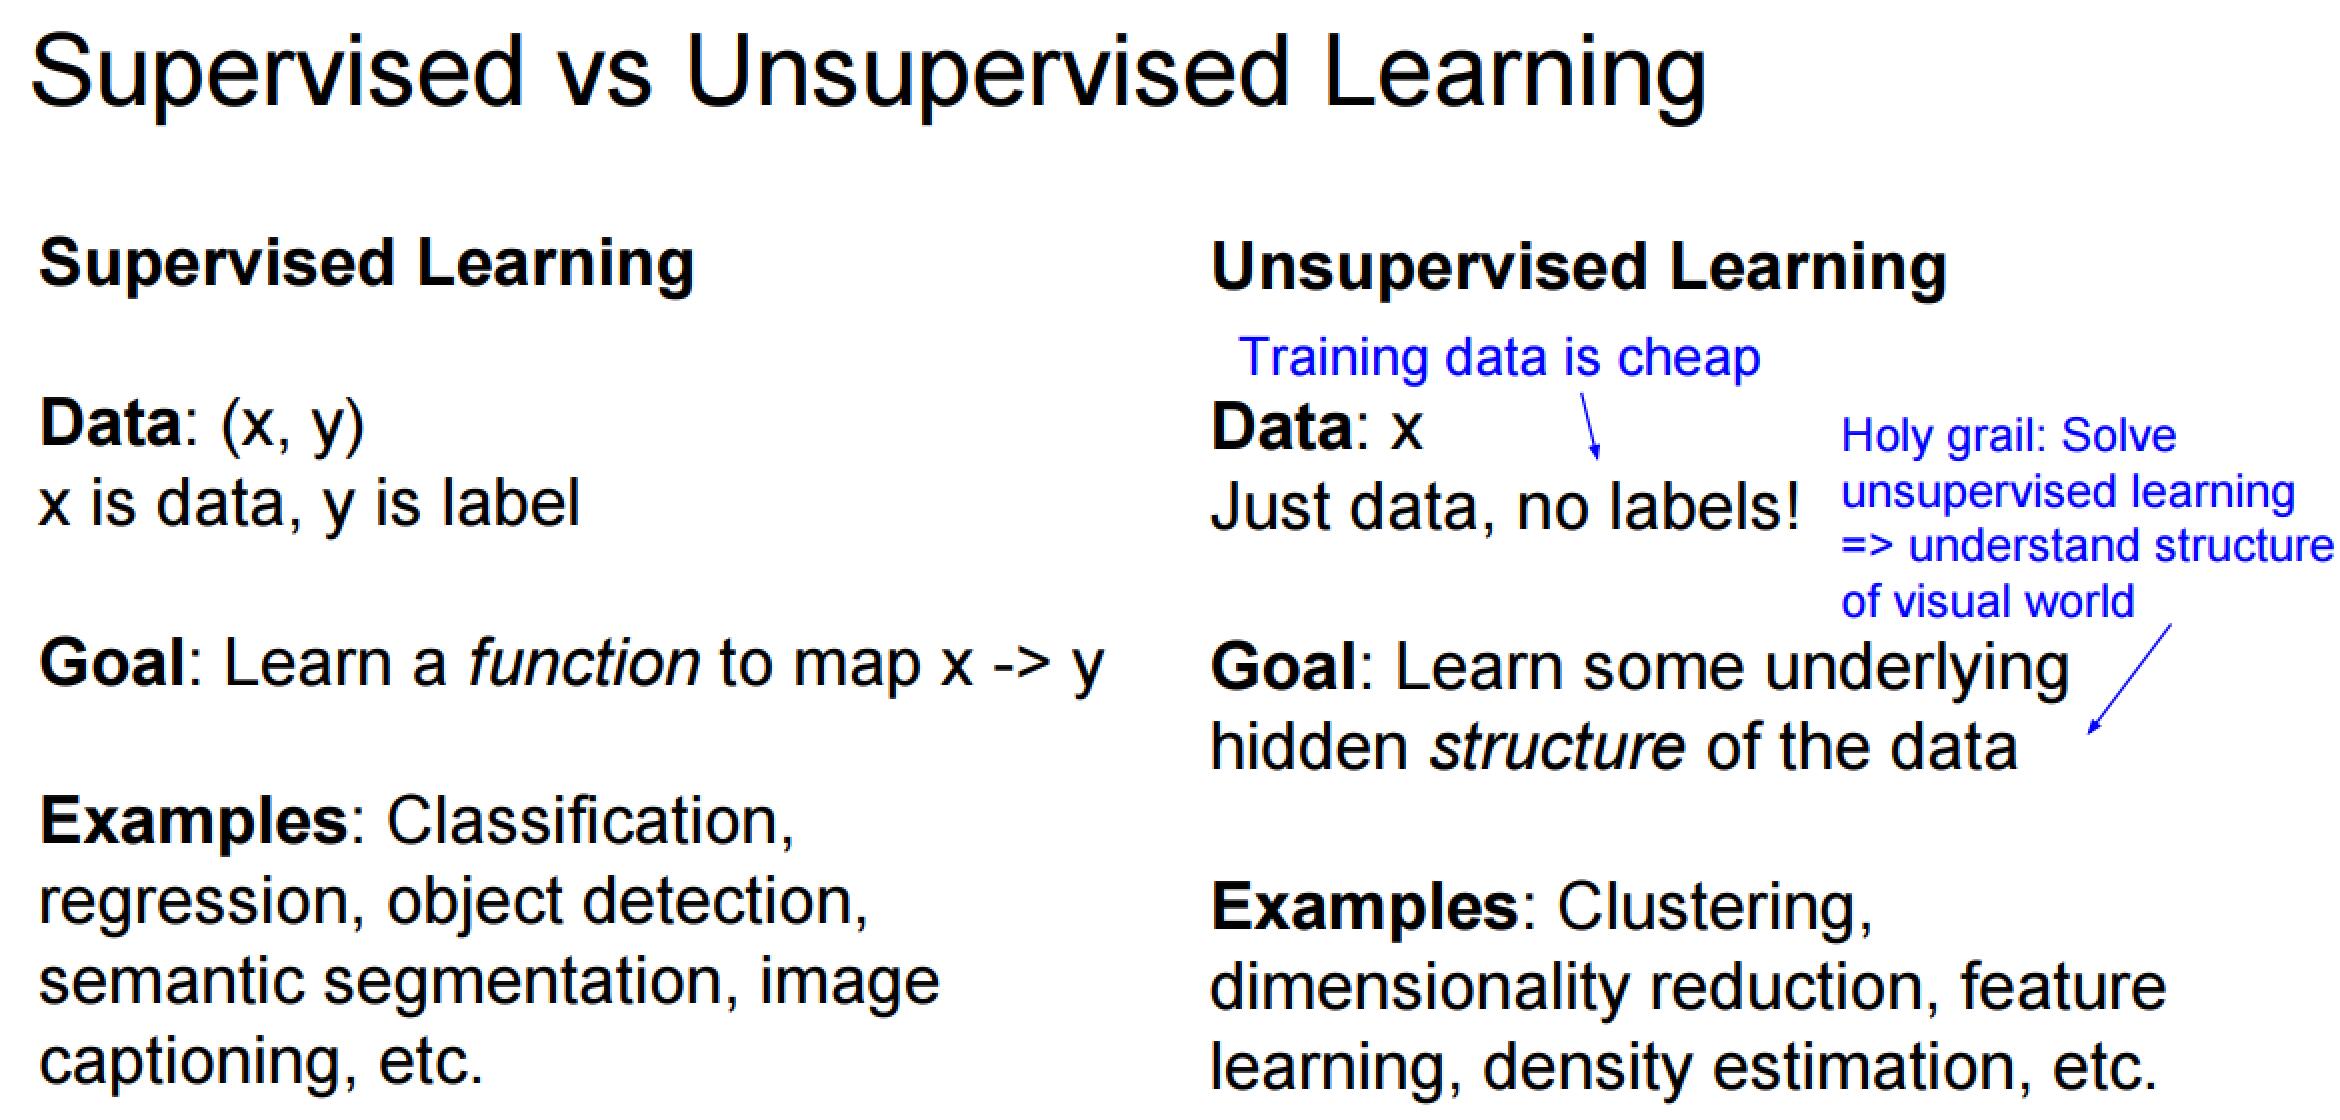 Supervised vs Unsupervised Learning
Supervised Learning
Data: (x, y)
x is data, y is label
Goal: Learn a function to map x -> y
Examples: Classification,
regression, object detection,
semantic segmentation, image
captioning, etc.
Unsupervised Learning
Training data is cheap
Data: x
Just data, no labels!
Holy grail: Solve
unsupervised learning
=> understand structure
of visual world
Goal: Learn some underlying
hidden structure of the data
Examples: Clustering,
dimensionality reduction, feature
learning, density estimation, etc.